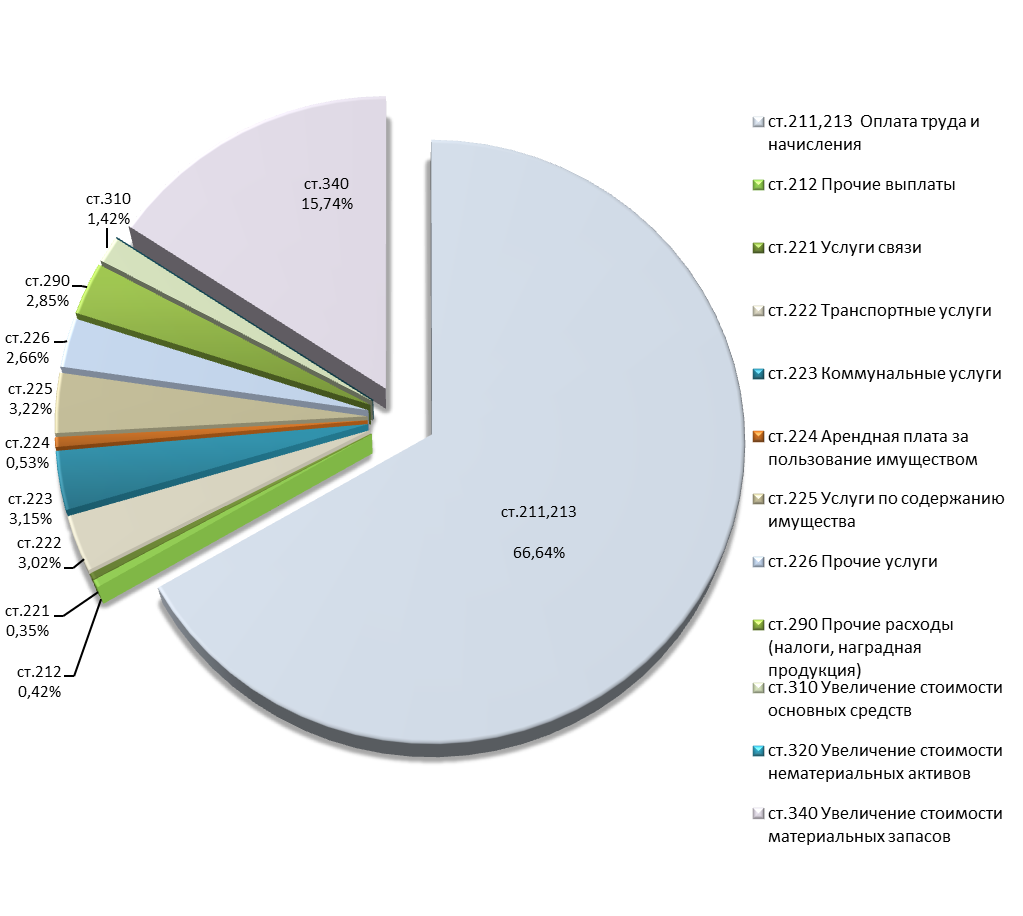 ст.340
15,74%
ст.310
1,42%
ст.290
2,85%
ст.226
2,66%
ст.225
3,22%
ст.224
0,53%
ст.223
3,15%
ст.222
3,02%
ст.221
0,35%
ст.212
0,42%
ст.211,213
66,64%
ст.211,213 Оплата труда и
начисления
ст.212 Прочие выплаты
ст.221 Услуги связи
ст.222 Транспортные услуги
ст.223 Коммунальные услуги
ст.224 Арендная плата за
пользование имуществом
ст.225 Услуги по содержанию
имущества
ст.226 Прочие услуги
ст.290 Прочие расходы
(налоги, наградная
продукция)
ст.310 Увеличение стоимости
основных средств
ст.320 Увеличение стоимости
нематериальных активов
ст.340 Увеличение стоимости
материальных запасов